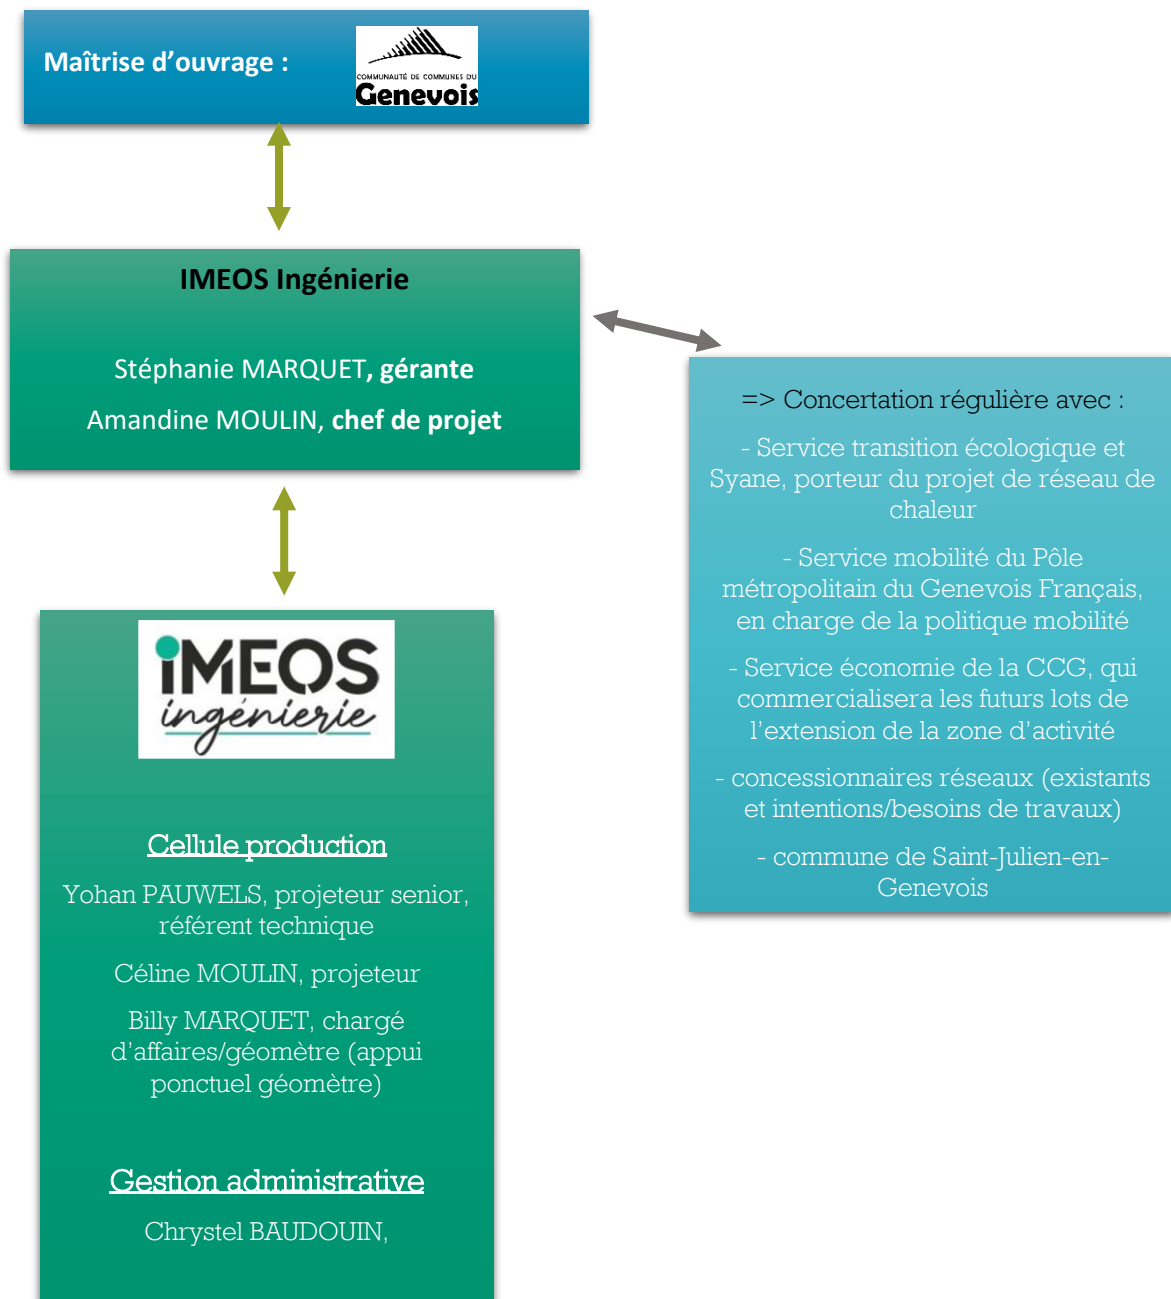 Maîtrise d’ouvrage :
COMMUNAUTÉ DE COMMUNES DU
Genevois
IMEOS Ingénierie
Stéphanie MARQUET, gérante
Amandine MOULIN, chef de projet
=> Concertation régulière avec :
- Service transition écologique et
Syane, porteur du projet de réseau de
chaleur
- Service mobilité du Pôle
métropolitain du Genevois Français,
en charge de la politique mobilité
- Service économie de la CCG, qui
commercialisera les futurs lots de
l’extension de la zone d’activité
- concessionnaires réseaux (existants
et intentions/besoins de travaux)
- commune de Saint-Julien-en-
Genevois
iMEOS
ingénierie
Cellule production
Yohan PAUWELS, projeteur senior,
référent technique
Céline MOULIN, projeteur
Billy MARQUET, chargé
d’affaires/géomètre (appui
ponctuel géomètre)
Gestion administrative
Chrystel BAUDOUIN,